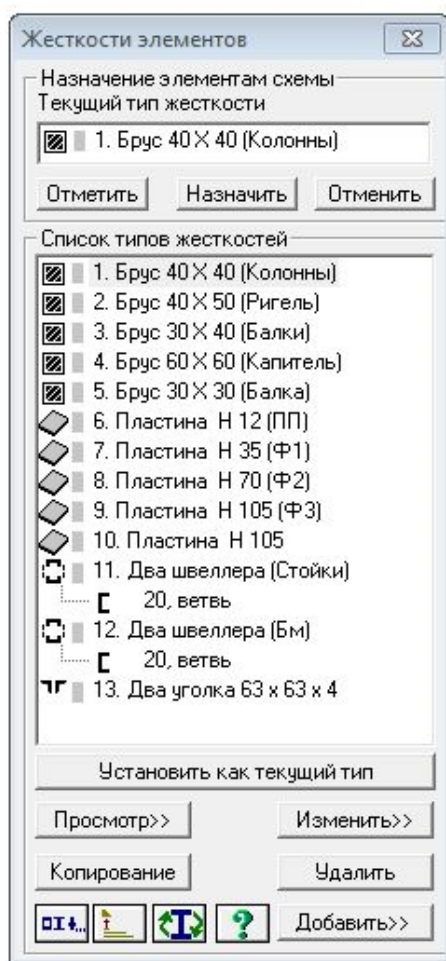 Жесткости элементов
Назначение элементам схемы
Текущий тип жесткости
1. Брус 40 X 40 (Колонны)
Отметить Назначить Отменить
Список типов жесткостей
1. Брус 40 X 40 (Колонны)
2. Брус 40 X 50 (Ригель)
3. Брус 30 X 40 (Балки)
4. Брус 60 X 60 (Капитель)
5. Брус 30 X 30 (Балка)
6. Пластина H 12 (ПП)
7. Пластина H 35 (Ф1)
8. Пластина H 70 (Ф2)
9. Пластина H 105 (Ф3)
10. Пластина H 105
11. Два швеллера (Стойки)
20, ветвь
12. Два швеллера (Бм)
20, ветвь
13. Два уголка 63 x 63 x 4
Установить как текущий тип
Просмотр>> Изменить>>
Копирование Удалить
Добавить>>